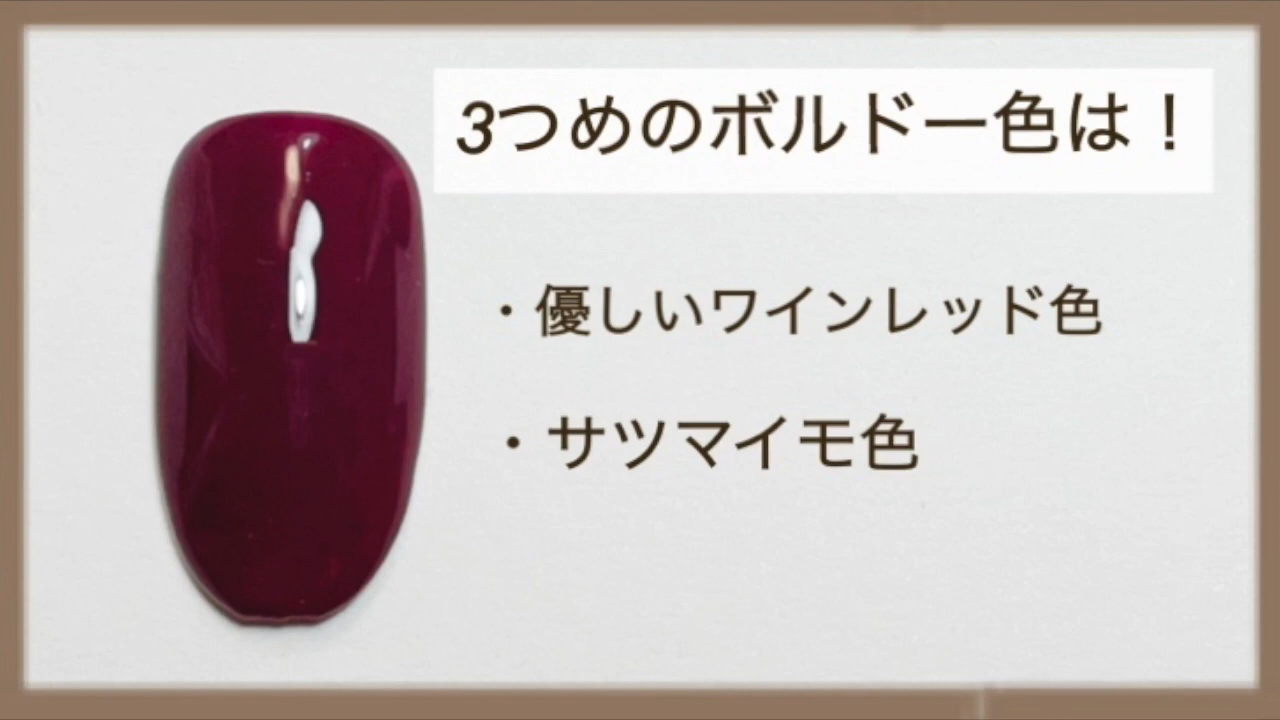 3つめのボルドー色は！
・優しいワインレッド色
・サツマイモ色